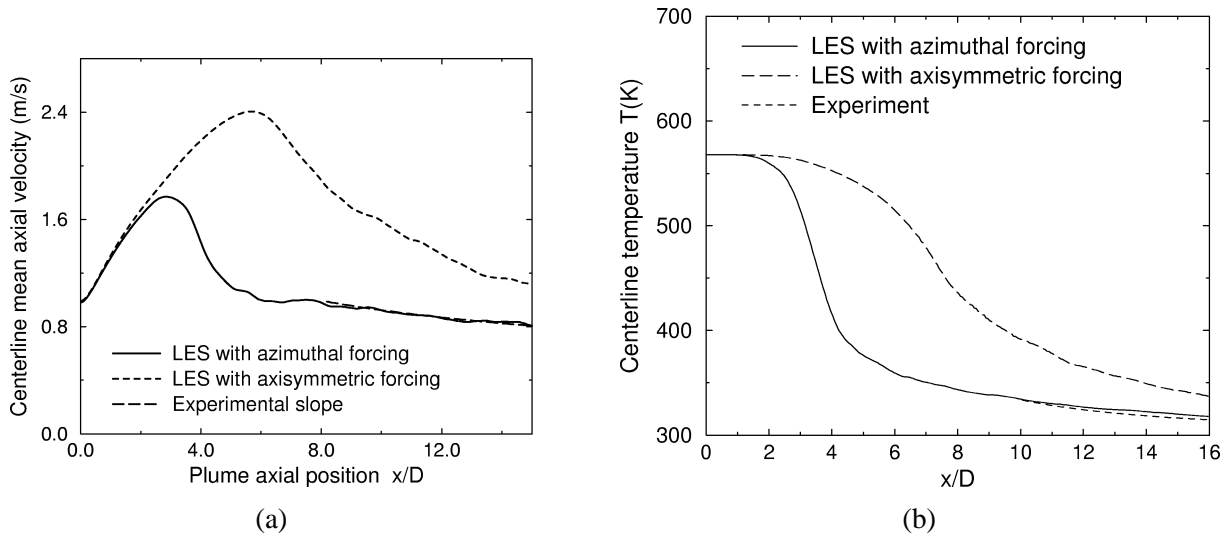 Centerline mean axial velocity (m/s)
2.4
1.6
0.8
0.0
LES with azimuthal forcing
LES with axisymmetric forcing
Experimental slope
0.0 4.0 8.0 12.0
Plume axial position x/D
(a)
Centerline temperature T(K)
700
600
500
400
300
LES with azimuthal forcing
LES with axisymmetric forcing
Experiment
0 2 4 6 8 10 12 14 16
x/D
(b)